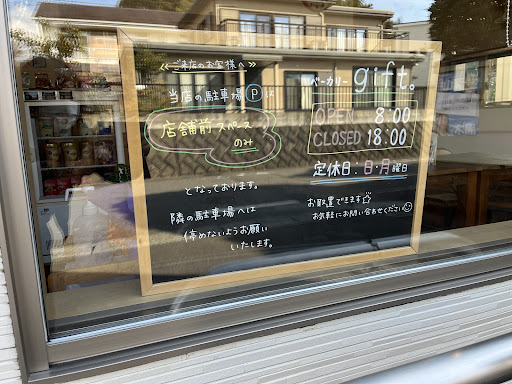 ≪ご来店のお客様へ≫
当店の駐車場Ⓟは
店舗前スペース
のみ
となっております。
隣の駐車場へは
停めないようお願い
いたします。
ベーカリー gift。
OPEN 8:00
CLOSED 18:00
定休日：日・月曜日
お取置できます☆
お気軽にお問い合わせください